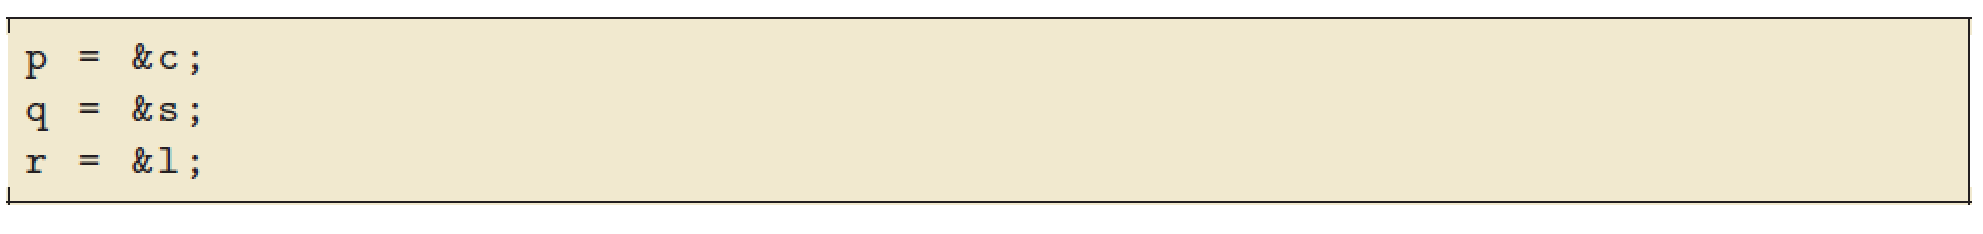 p = &c;
q = &s;
r = &l;